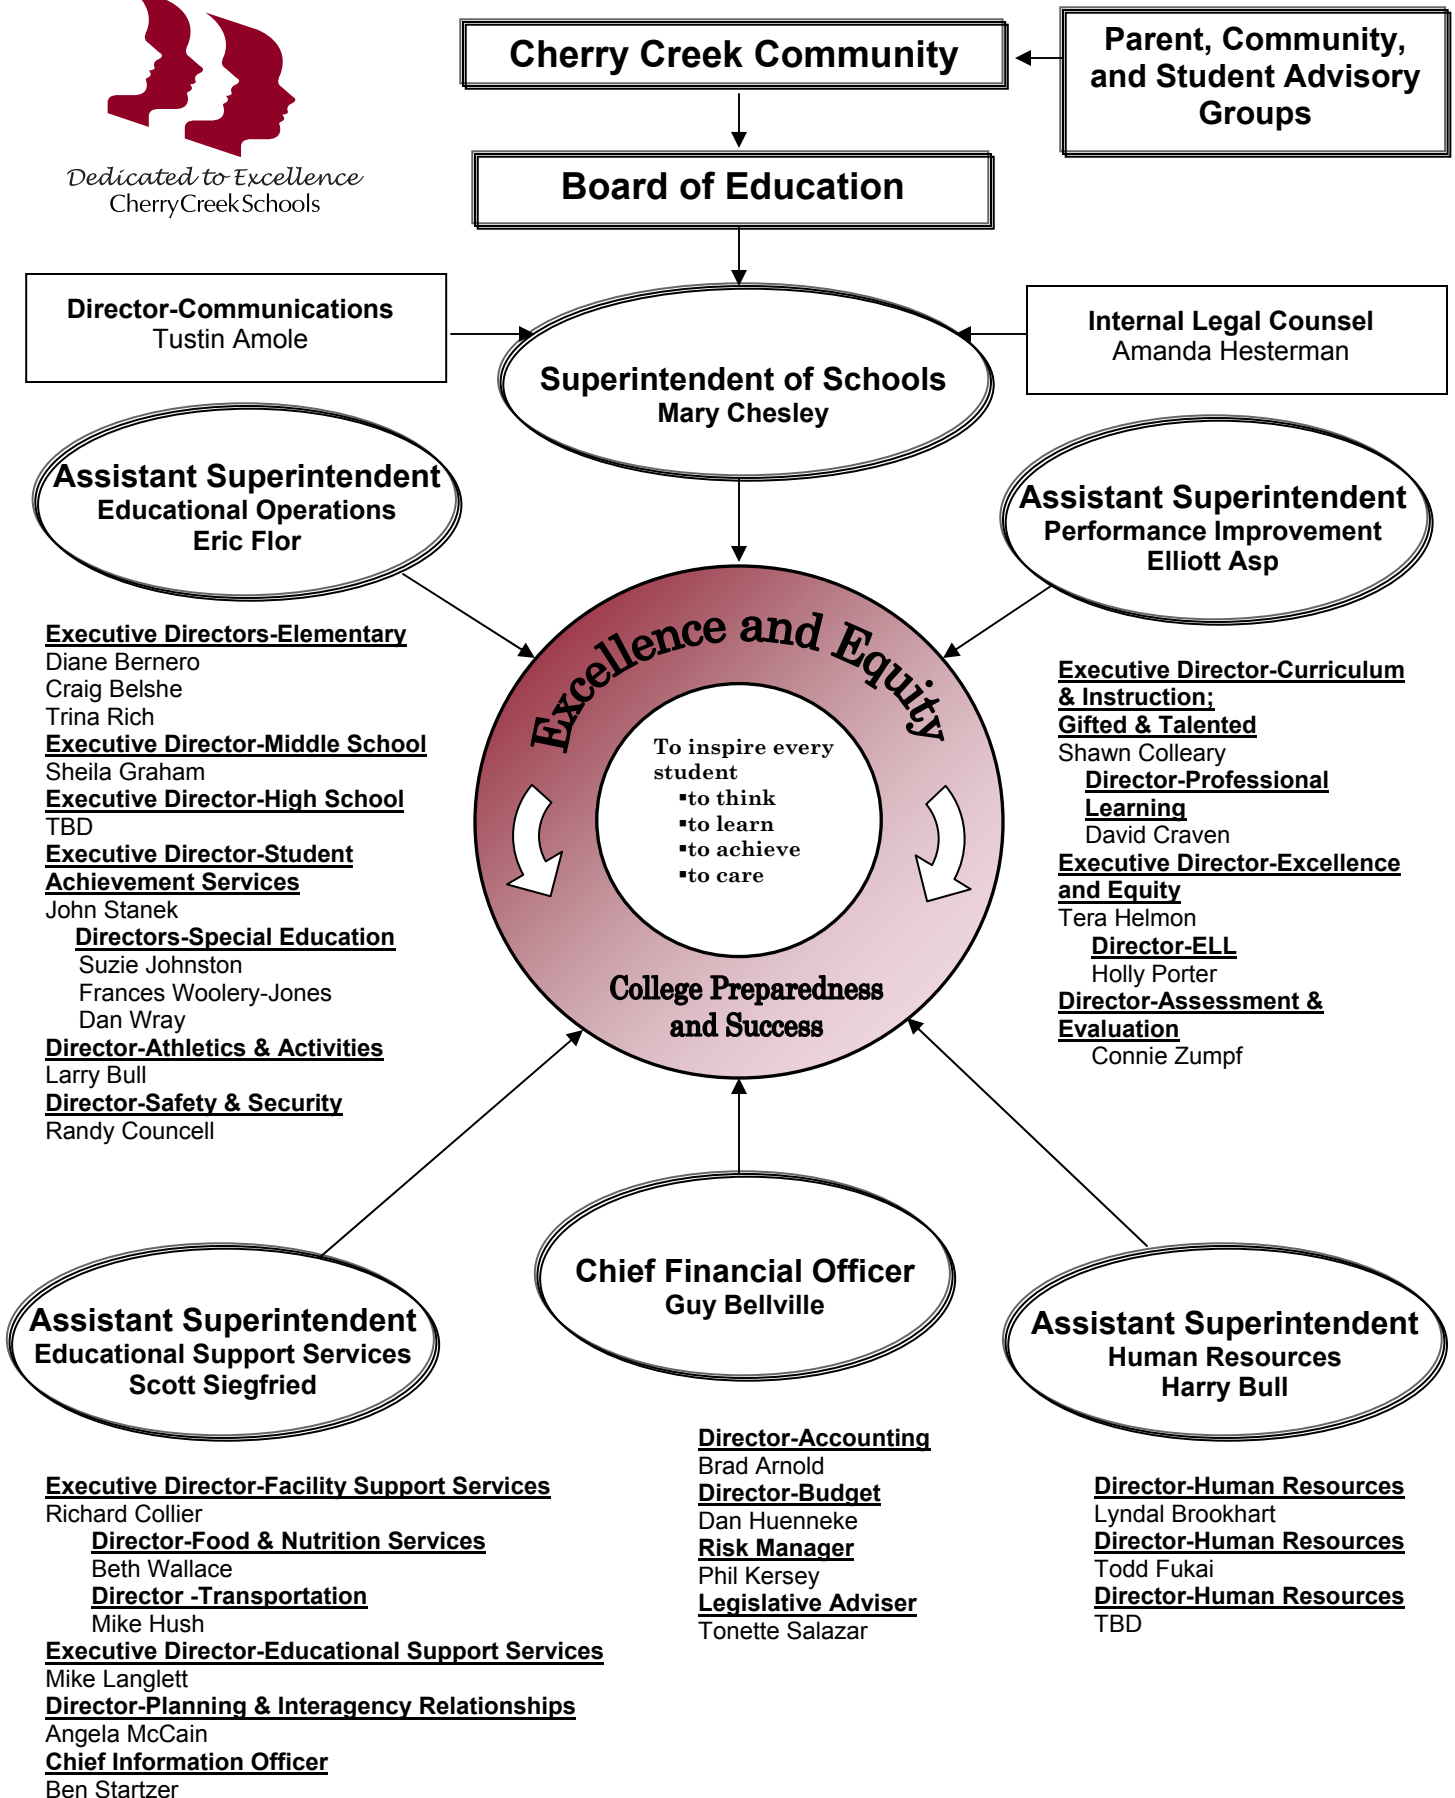 Dedicated to Excellence
CherryCreekSchools
Cherry Creek Community
Parent, Community,
and Student Advisory
Groups
Board of Education
Director-Communications
Tustin Amole
Internal Legal Counsel
Amanda Hesterman
Superintendent of Schools
Mary Chesley
Assistant Superintendent
Educational Operations
Eric Flor
Assistant Superintendent
Performance Improvement
Elliott Asp
Executive Directors-Elementary
Diane Bernero
Craig Belshe
Trina Rich
Executive Director-Middle School
Sheila Graham
Executive Director-High School
TBD
Executive Director-Student
Achievement Services
John Stanek
Directors-Special Education
Suzie Johnston
Frances Woolery-Jones
Dan Wray
Director-Athletics & Activities
Larry Bull
Director-Safety & Security
Randy Councell
Excellence and Equity
To inspire every
student
▪to think
▪to learn
▪to achieve
▪to care
College Preparedness
and Success
Executive Director-Curriculum
& Instruction;
Gifted & Talented
Shawn Colleary
Director-Professional
Learning
David Craven
Executive Director-Excellence
and Equity
Tera Helmon
Director-ELL
Holly Porter
Director-Assessment &
Evaluation
Connie Zumpf
Assistant Superintendent
Educational Support Services
Scott Siegfried
Chief Financial Officer
Guy Bellville
Assistant Superintendent
Human Resources
Harry Bull
Executive Director-Facility Support Services
Richard Collier
Director-Food & Nutrition Services
Beth Wallace
Director -Transportation
Mike Hush
Executive Director-Educational Support Services
Mike Langlett
Director-Planning & Interagency Relationships
Angela McCain
Chief Information Officer
Ben Startzer
Director-Accounting
Brad Arnold
Director-Budget
Dan Huenneke
Risk Manager
Phil Kersey
Legislative Adviser
Tonette Salazar
Director-Human Resources
Lyndal Brookhart
Director-Human Resources
Todd Fukai
Director-Human Resources
TBD